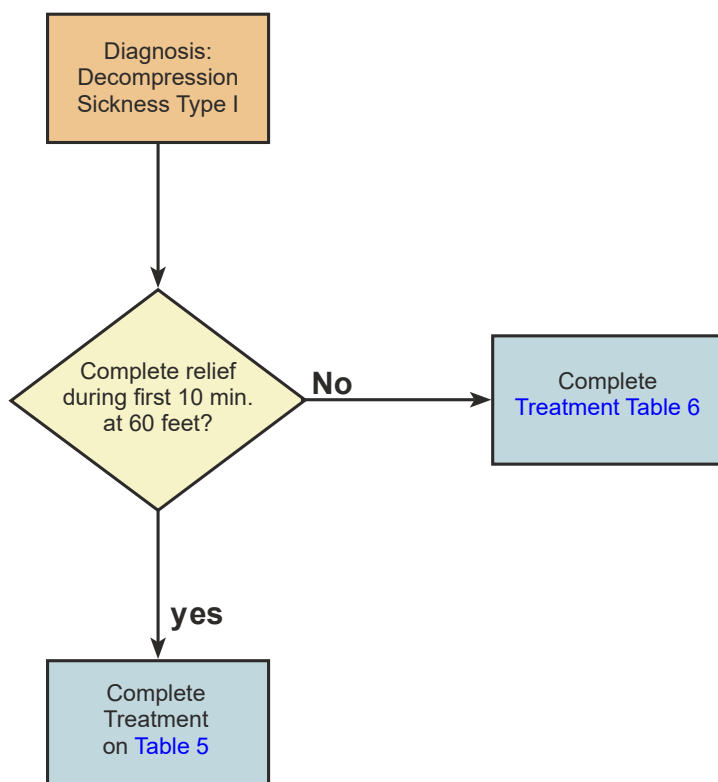 Diagnosis:
Decompression
Sickness Type I
Complete relief
during first 10 min.
at 60 feet?
No
Complete
Treatment Table 6
yes
Complete
Treatment
on Table 5